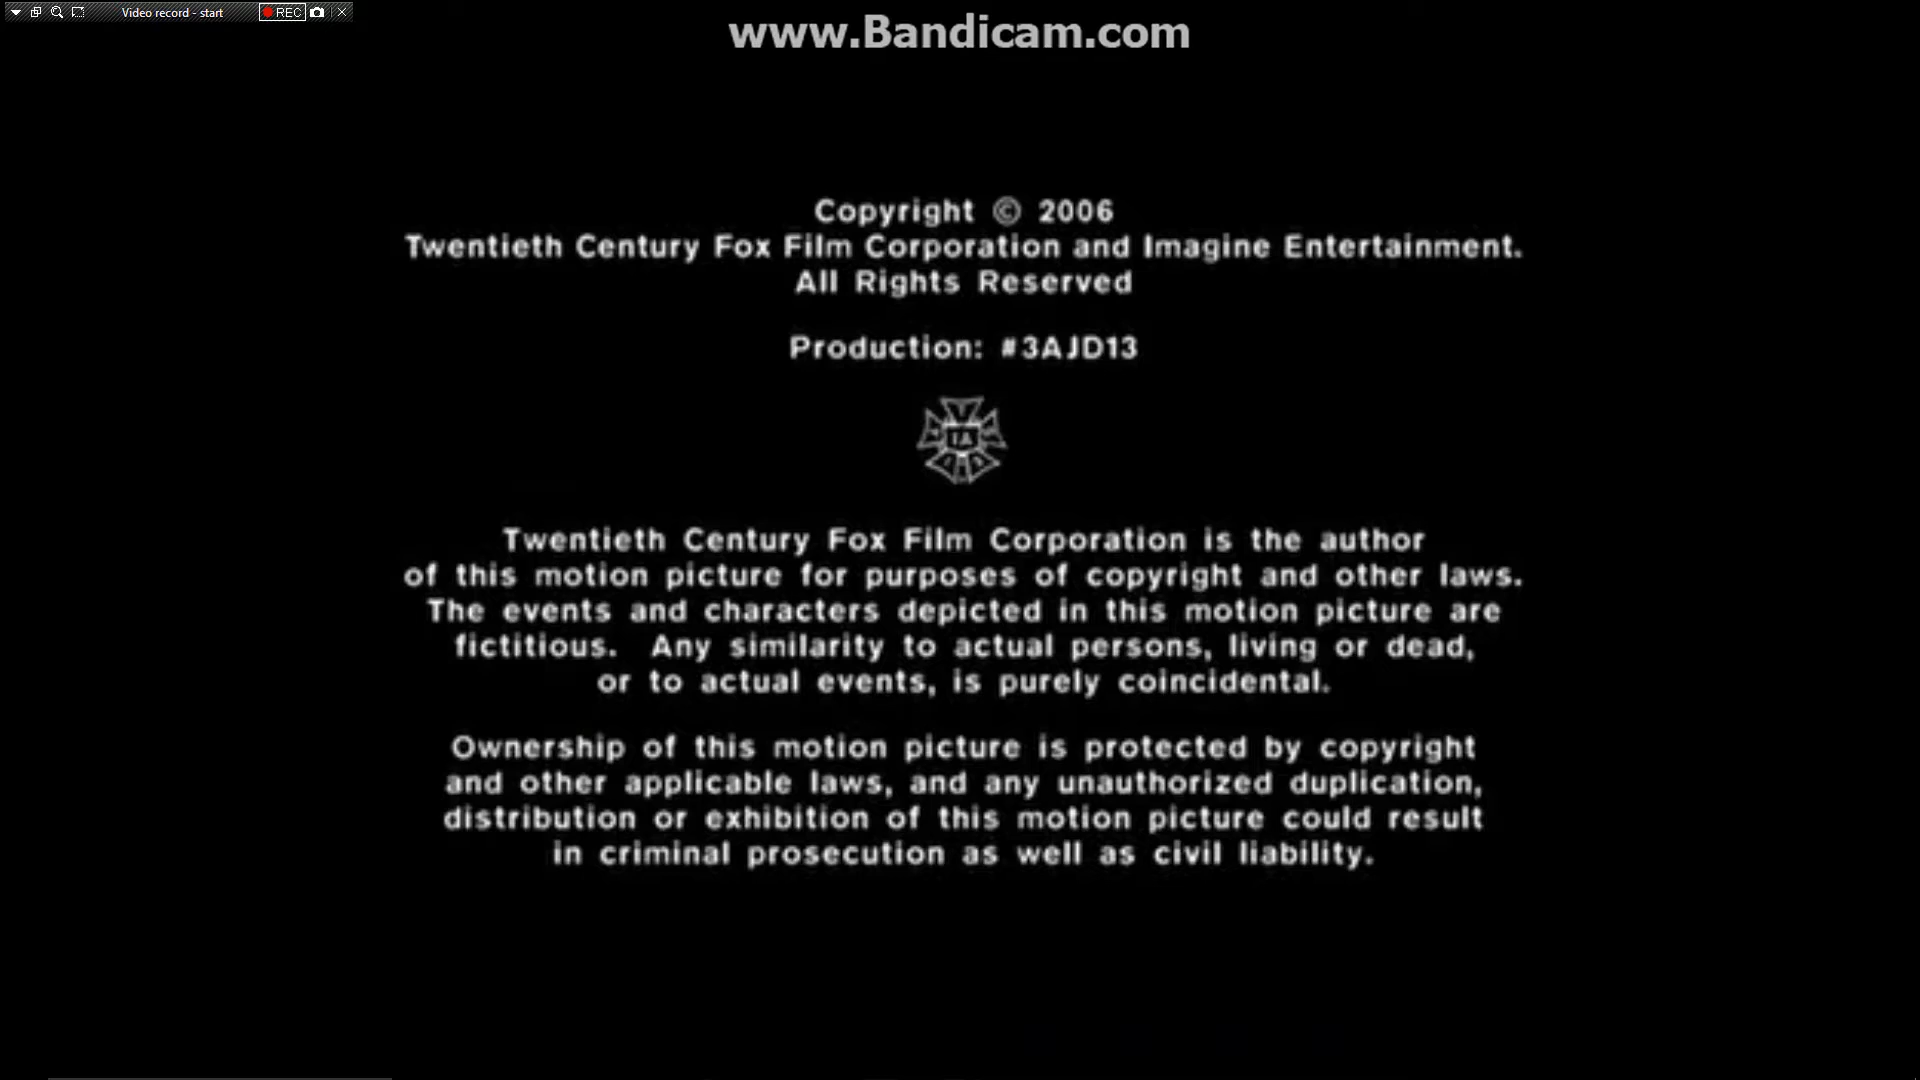 Video record - start
REC
www.Bandicam.com
Copyright © 2006
Twentieth Century Fox Film Corporation and Imagine Entertainment.
All Rights Reserved
Production: #3AJD13
IA
Twentieth Century Fox Film Corporation is the author
of this motion picture for purposes of copyright and other laws.
The events and characters depicted in this motion picture are
fictitious.  Any similarity to actual persons, living or dead,
or to actual events, is purely coincidental.
Ownership of this motion picture is protected by copyright
and other applicable laws, and any unauthorized duplication,
distribution or exhibition of this motion picture could result
in criminal prosecution as well as civil liability.